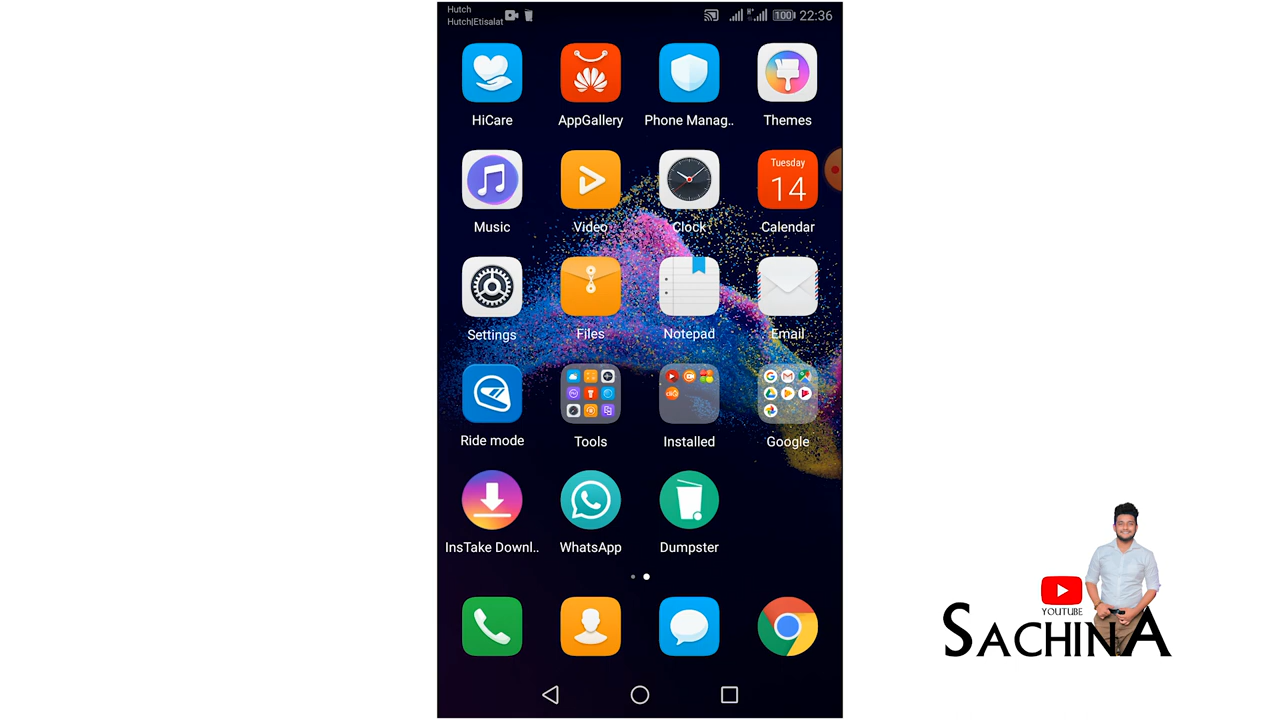 Hutch
Hutch|Etisalat
100 22:36
HiCare
AppGallery
Phone Manag..
Themes
Tuesday
14
Music
Video
Clock
Calendar
Settings
Files
Notepad
Email
Ride mode
Tools
Installed
Google
InsTake Downl..
WhatsApp
Dumpster
YOUTUBE
SACHINA